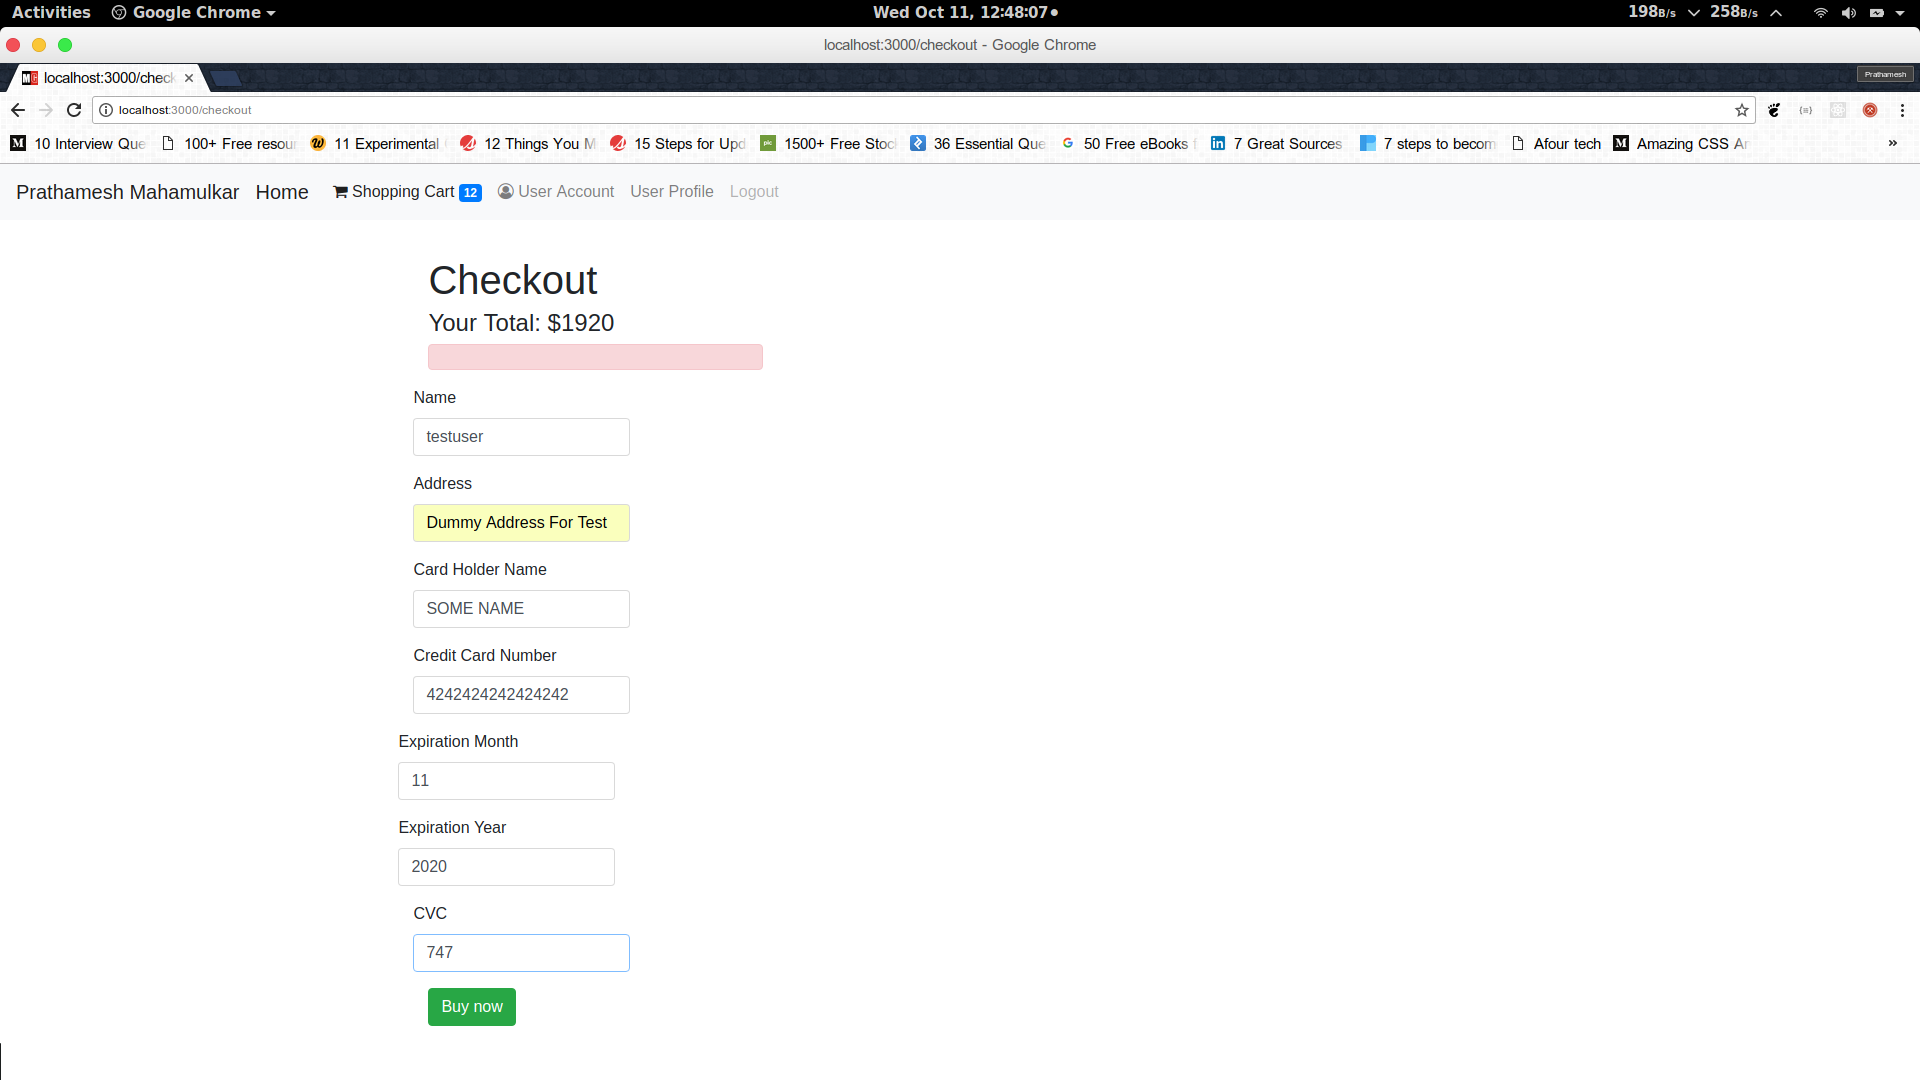 Activities Google Chrome Wed Oct 11, 12:48:07 198B/s 258B/s
localhost:3000/checkout - Google Chrome
localhost:3000/check Prathamesh
localhost:3000/checkout
10 Interview Que 100+ Free resou 11 Experimental 12 Things You M 15 Steps for Upd 1500+ Free Stoc 36 Essential Que 50 Free eBooks f 7 Great Sources 7 steps to becom Afour tech Amazing CSS An »
Prathamesh Mahamulkar Home Shopping Cart 12 User Account User Profile Logout
Checkout
Your Total: $1920
Name
testuser
Address
Dummy Address For Test
Card Holder Name
SOME NAME
Credit Card Number
4242424242424242
Expiration Month
11
Expiration Year
2020
CVC
747
Buy now